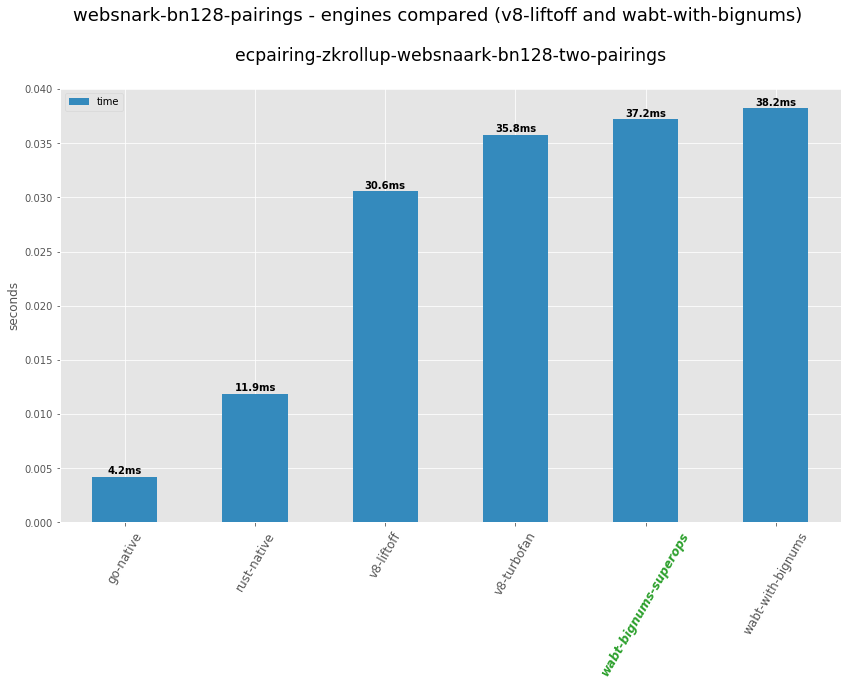 websnark-bn128-pairings - engines compared (v8-liftoff and wabt-with-bignums)
ecpairing-zkrollup-websnaark-bn128-two-pairings
time
0.040
0.035
0.030
0.025
0.020
0.015
0.010
0.005
0.000
seconds
4.2ms
11.9ms
30.6ms
35.8ms
37.2ms
38.2ms
go-native
rust-native
v8-liftoff
v8-turbofan
wabt-bignums-superops
wabt-with-bignums